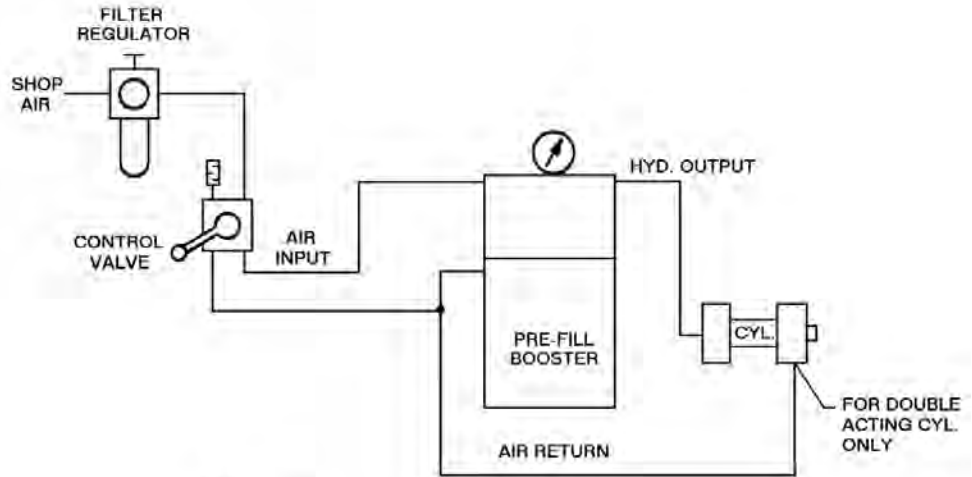 FILTER
REGULATOR
SHOP
AIR
HYD. OUTPUT
CONTROL
VALVE
AIR
INPUT
PRE-FILL
BOOSTER
CYL.
FOR DOUBLE
ACTING CYL.
ONLY
AIR RETURN